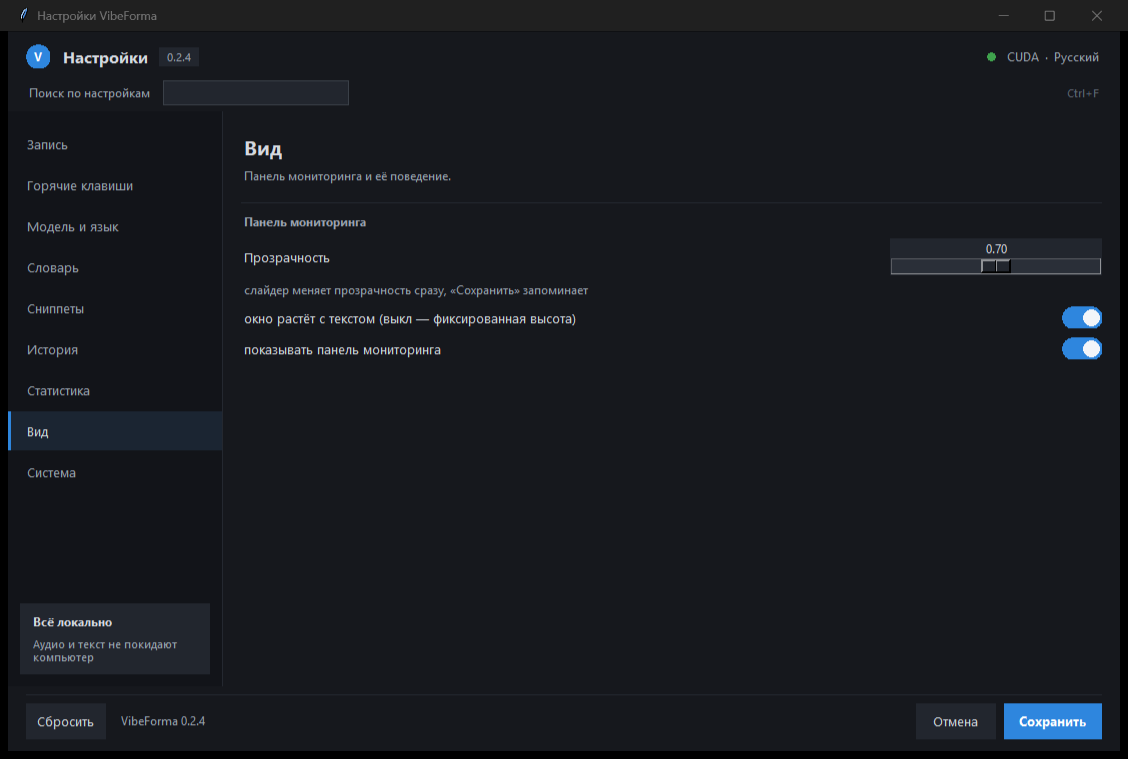 Настройки VibeForma
V Настройки 0.2.4
CUDA · Русский
Поиск по настройкам
Ctrl+F
Запись
Горячие клавиши
Модель и язык
Словарь
Сниппеты
История
Статистика
Вид
Система
Всё локально
Аудио и текст не покидают
компьютер
Вид
Панель мониторинга и её поведение.
Панель мониторинга
Прозрачность
0.70
слайдер меняет прозрачность сразу, «Сохранить» запоминает
окно растёт с текстом (выкл — фиксированная высота)
показывать панель мониторинга
Сбросить
VibeForma 0.2.4
Отмена
Сохранить